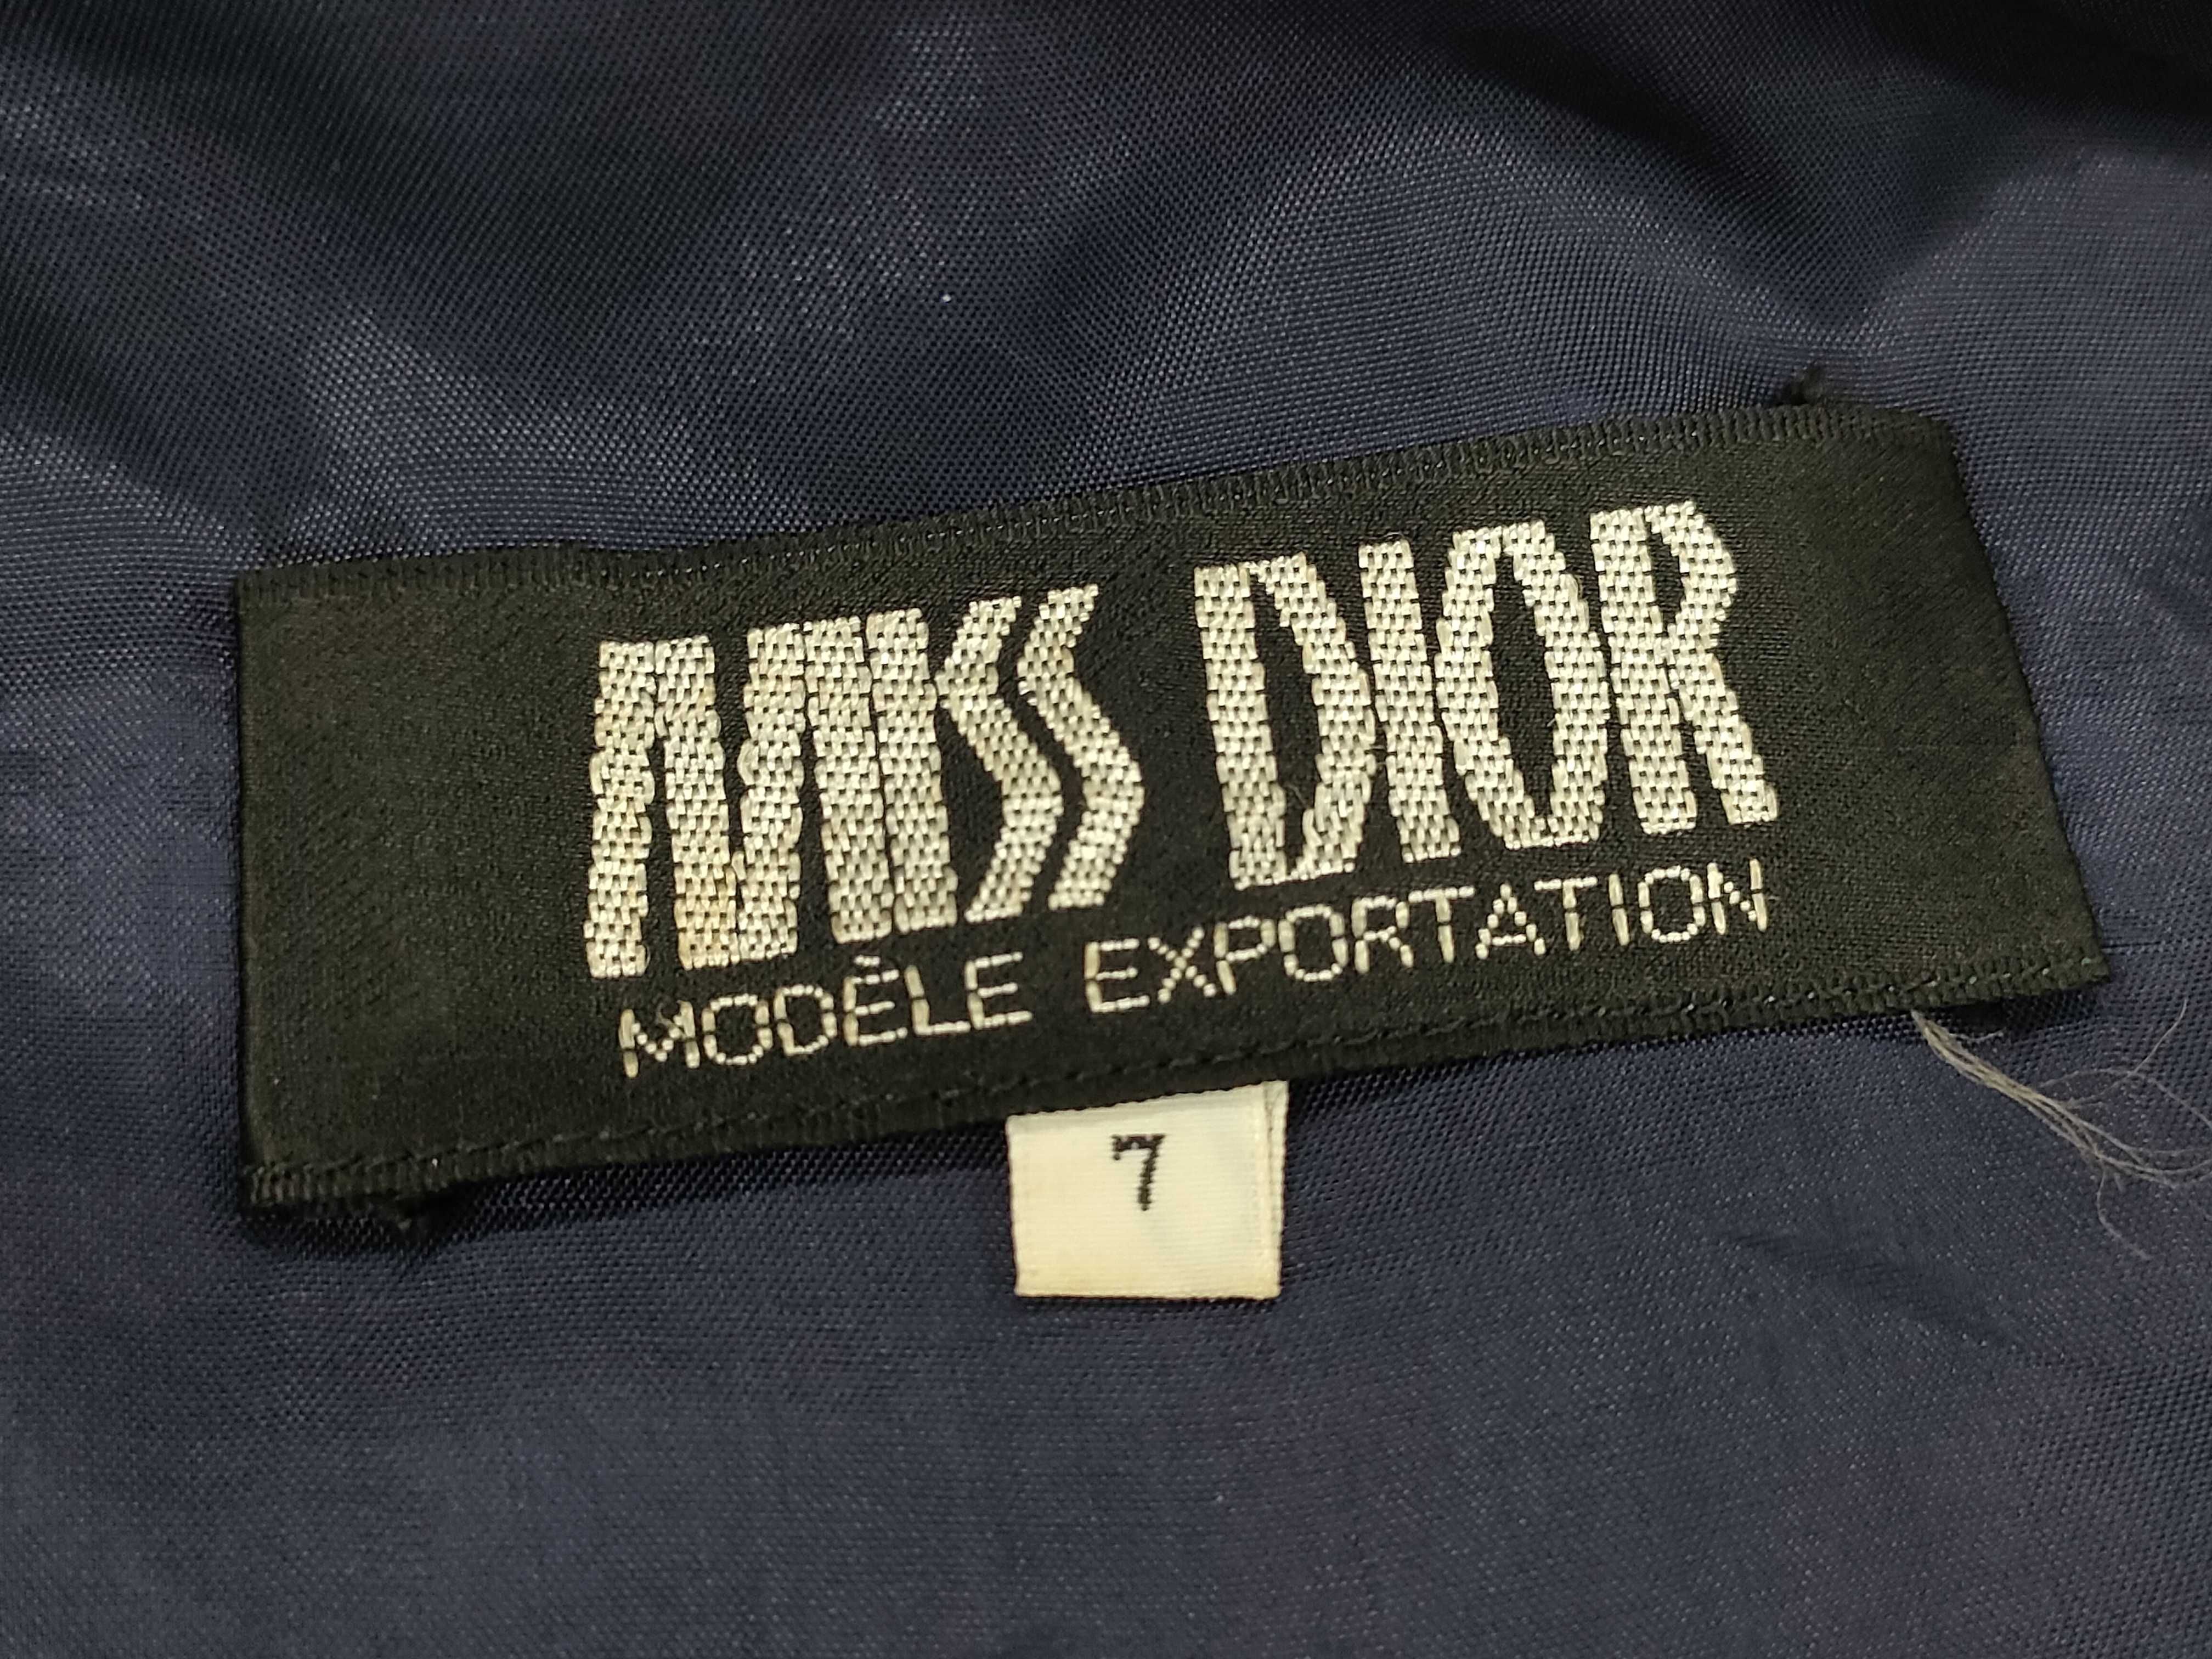 MISS DIOR
MODÈLE EXPORTATION
7